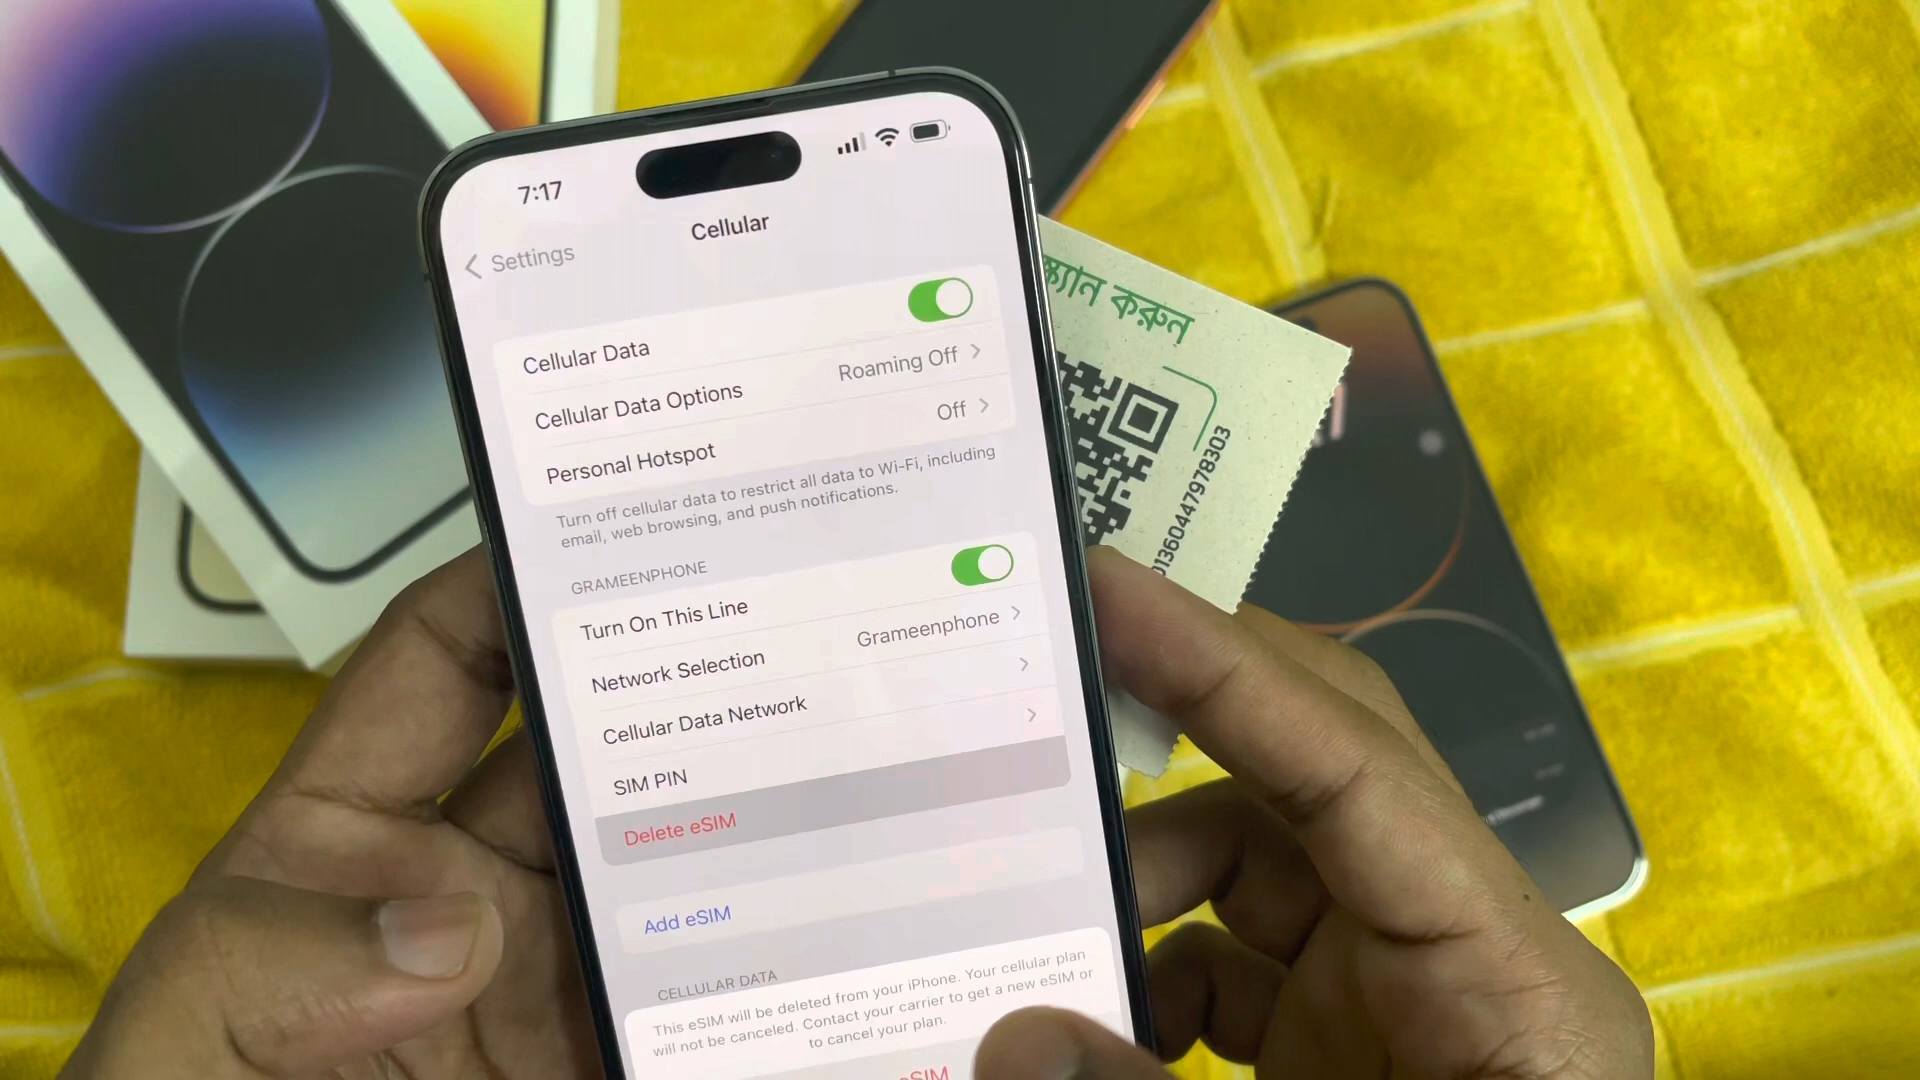 7:17
Settings
Cellular
Cellular Data
Cellular Data Options
Roaming Off
Personal Hotspot
Off
Turn off cellular data to restrict all data to Wi-Fi, including
email, web browsing, and push notifications.
GRAMEENPHONE
Turn On This Line
Network Selection
Grameenphone
Cellular Data Network
SIM PIN
Delete eSIM
Add eSIM
CELLULAR DATA
This eSIM will be deleted from your iPhone. Your cellular plan
will not be canceled. Contact your carrier to get a new eSIM or
to cancel your plan.
eSIM
স্ক্যান করুন
01360447978303